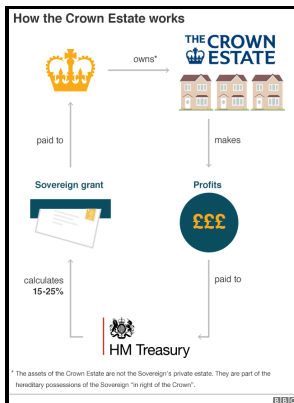 How the Crown Estate works
owns*
THE CROWN
ESTATE
paid to
makes
Sovereign grant
Profits
£££
calculates
15-25%
paid to
HM Treasury
* The assets of the Crown Estate are not the Sovereign's private estate. They are part of the
hereditary possessions of the Sovereign "in right of the Crown".
BBC